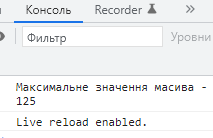 Консоль
Recorder
Фильтр
Уровни
Максимальне значення масива -
125
Live reload enabled.